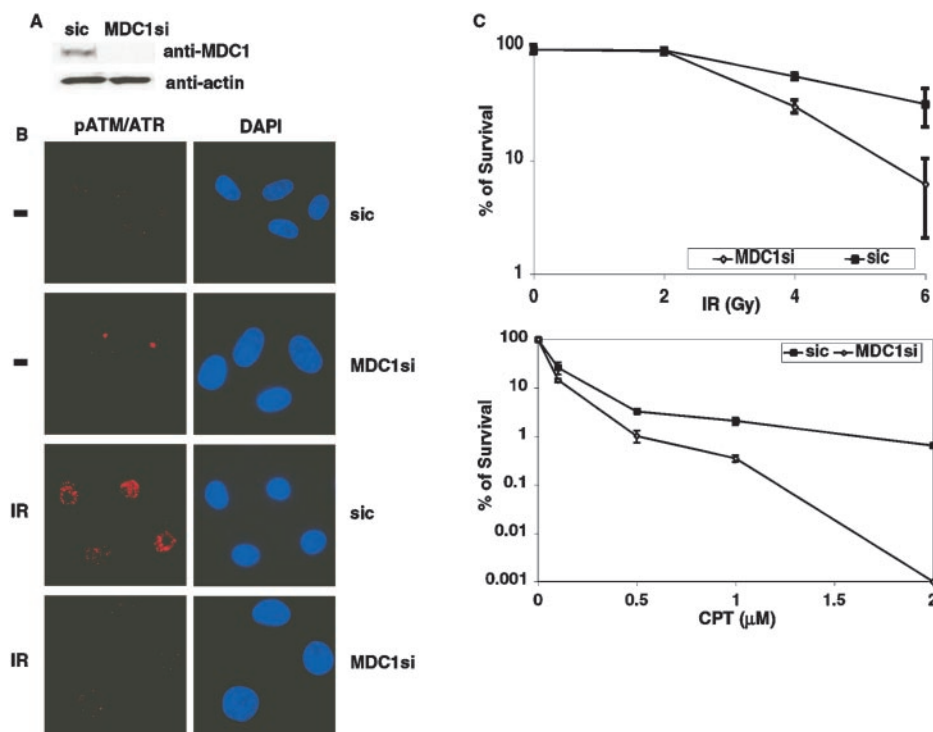 A
sic MDC1si
anti-MDC1
anti-actin
B
pATM/ATR DAPI
-
sic
-
MDC1si
IR
sic
IR
MDC1si
C
100
10
1
% of Survival
MDC1si sic
0 2 4 6
IR (Gy)
100
10
1
0.1
0.01
0.001
% of Survival
sic MDC1si
0 0.5 1 1.5 2
CPT (µM)